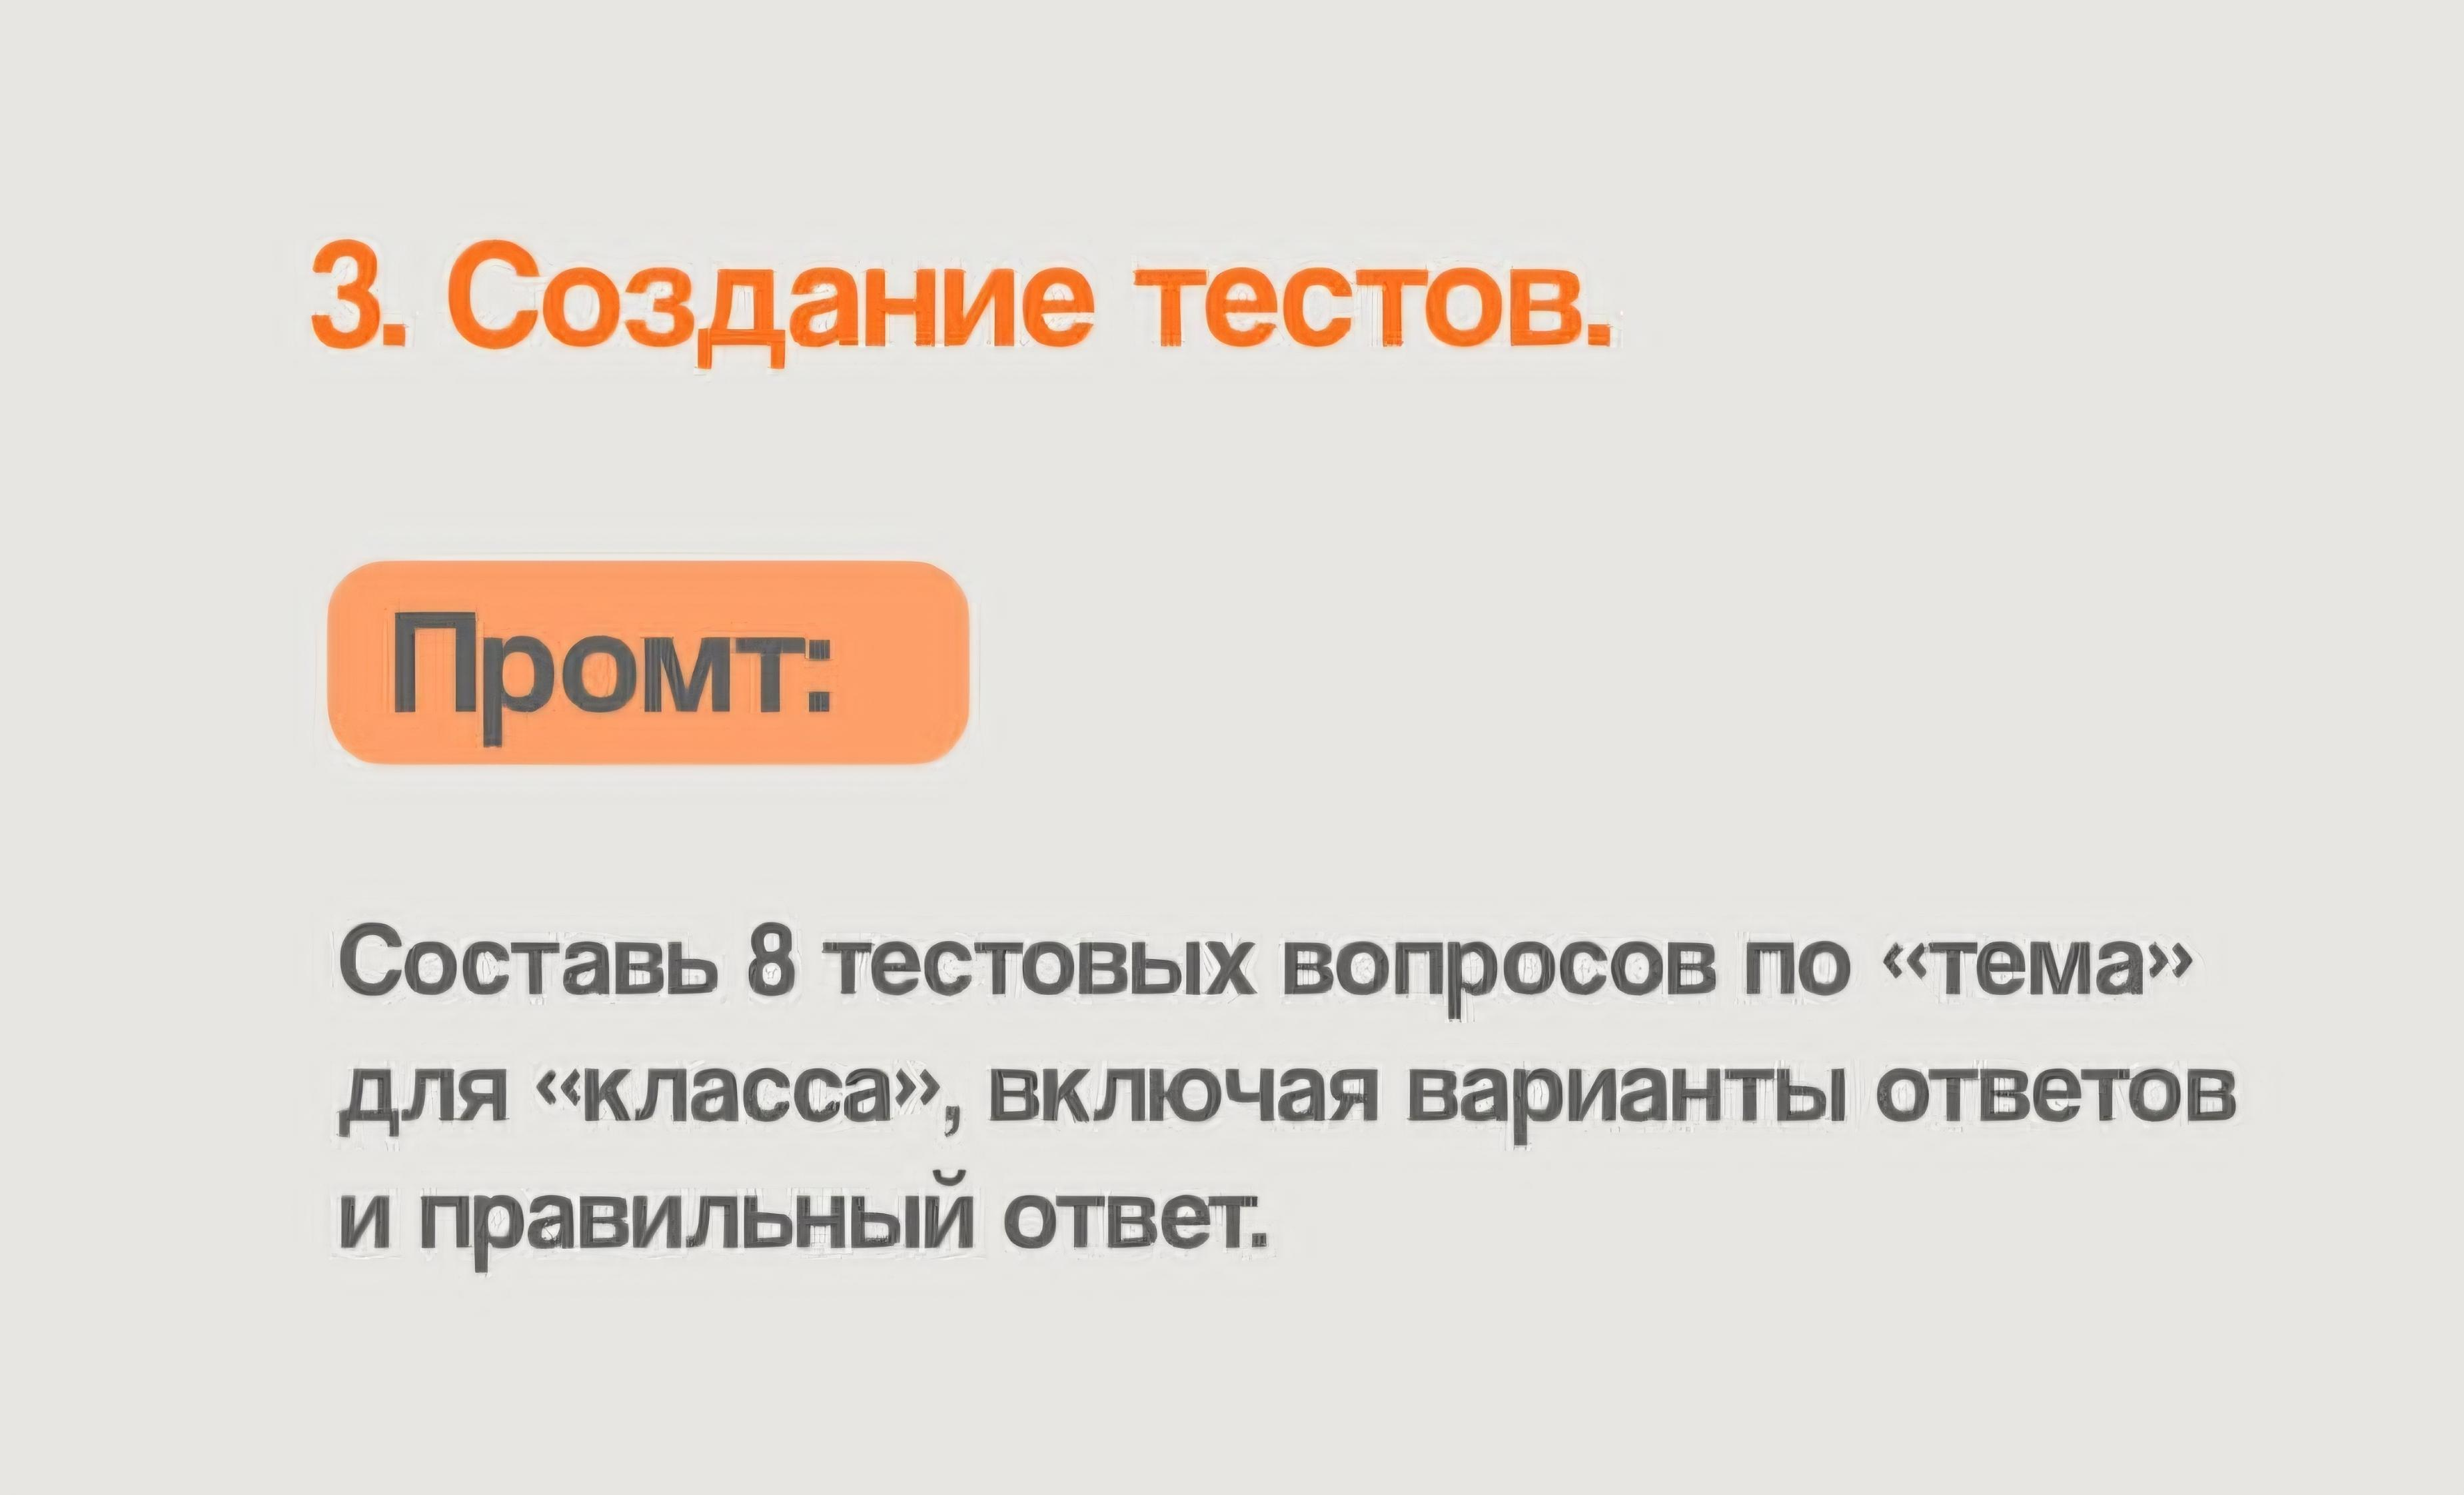 3. Создание тестов.
Промт:
Составь 8 тестовых вопросов по «тема»
для «класса», включая варианты ответов
и правильный ответ.